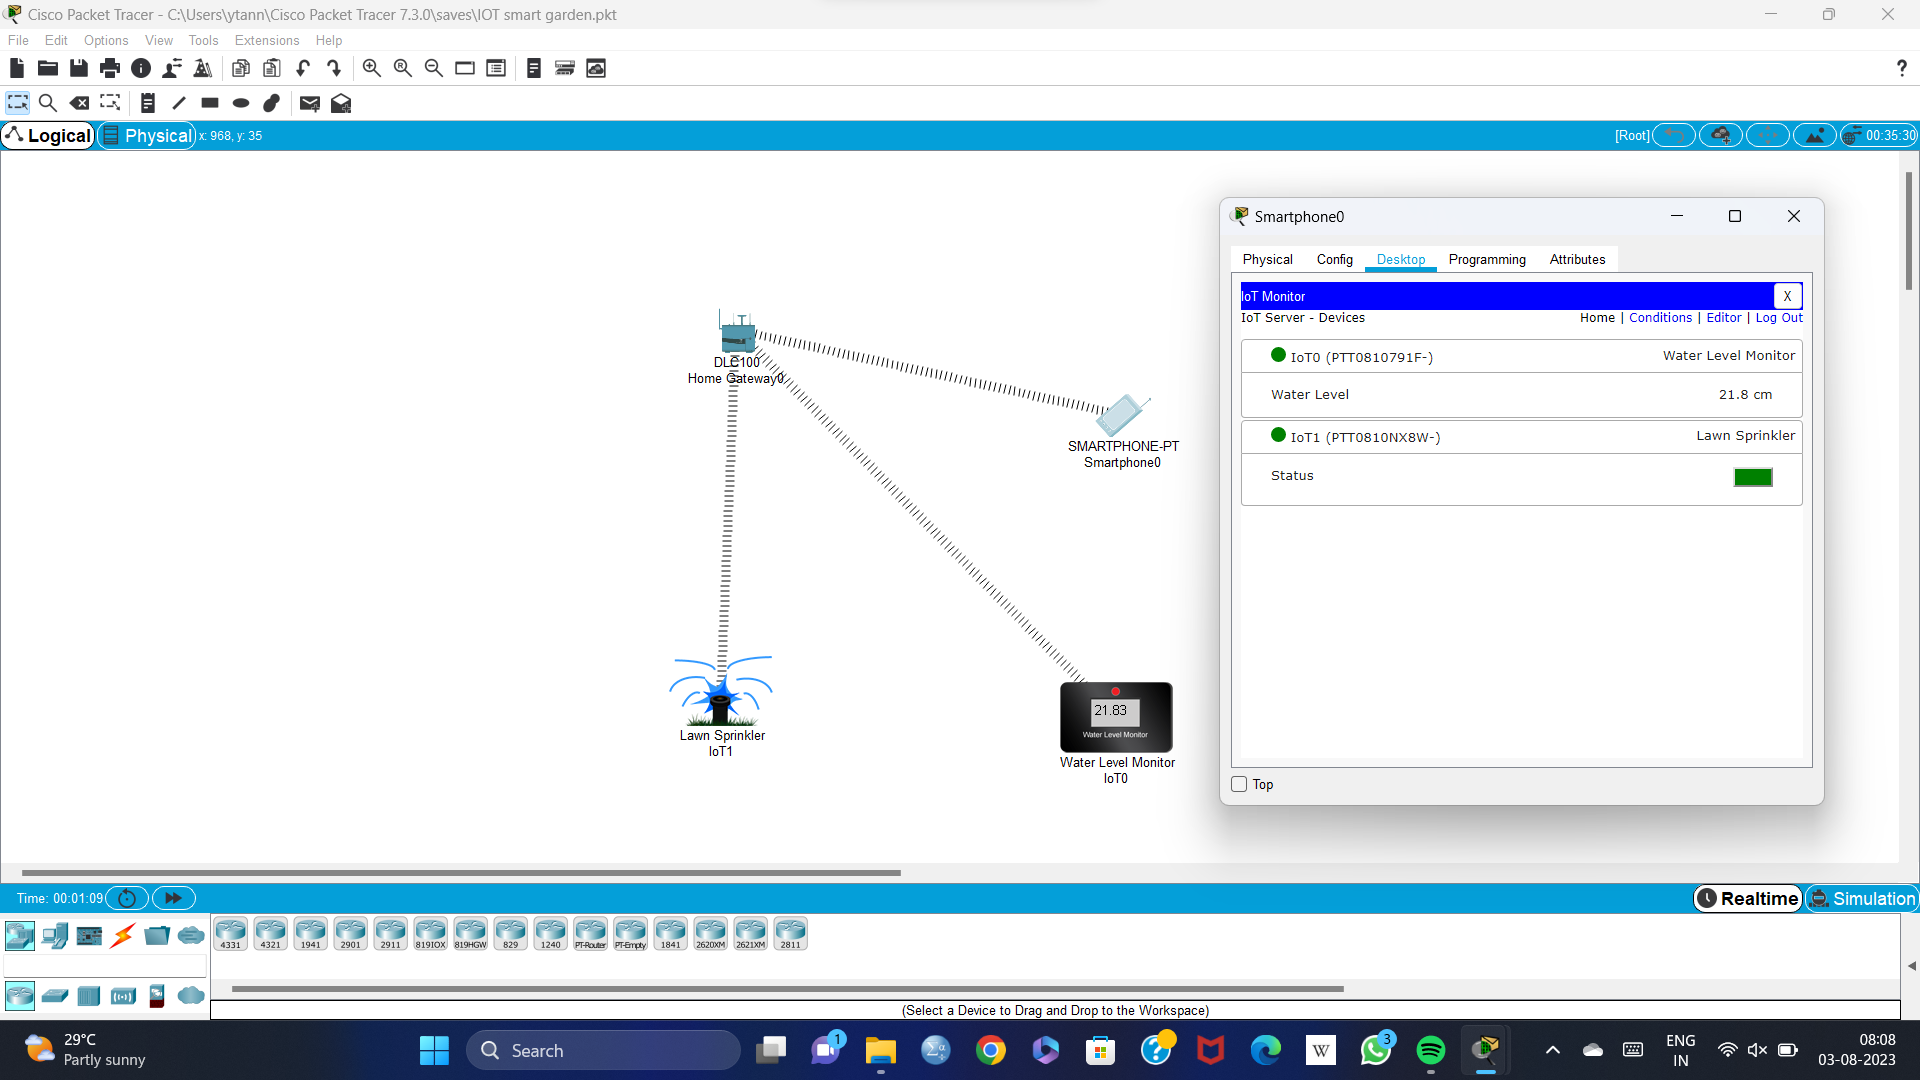 Cisco Packet Tracer - C:\Users\ytann\Cisco Packet Tracer 7.3.0\saves\IOT smart garden.pkt
File Edit Options View Tools Extensions Help
?
Logical Physical x: 968, y: 35 [Root] 00:35:30
Smartphone0
Physical Config Desktop Programming Attributes
IoT Monitor X
IoT Server - Devices Home | Conditions | Editor | Log Out
IoT0 (PTT0810791F-) Water Level Monitor
Water Level 21.8 cm
IoT1 (PTT0810NX8W-) Lawn Sprinkler
Status
Top
DLC100
Home Gateway0
SMARTPHONE-PT
Smartphone0
21.83
Water Level Monitor
Lawn Sprinkler
IoT1
Water Level Monitor
IoT0
Time: 00:01:09 Realtime Simulation
4331 4321 1941 2901 2911 819IOX 819HGW 829 1240 PT-Router PT-Empty 1841 2620XM 2621XM 2811
(Select a Device to Drag and Drop to the Workspace)
29°C
Partly sunny
Search
1
W
3
ENG
IN
08:08
03-08-2023